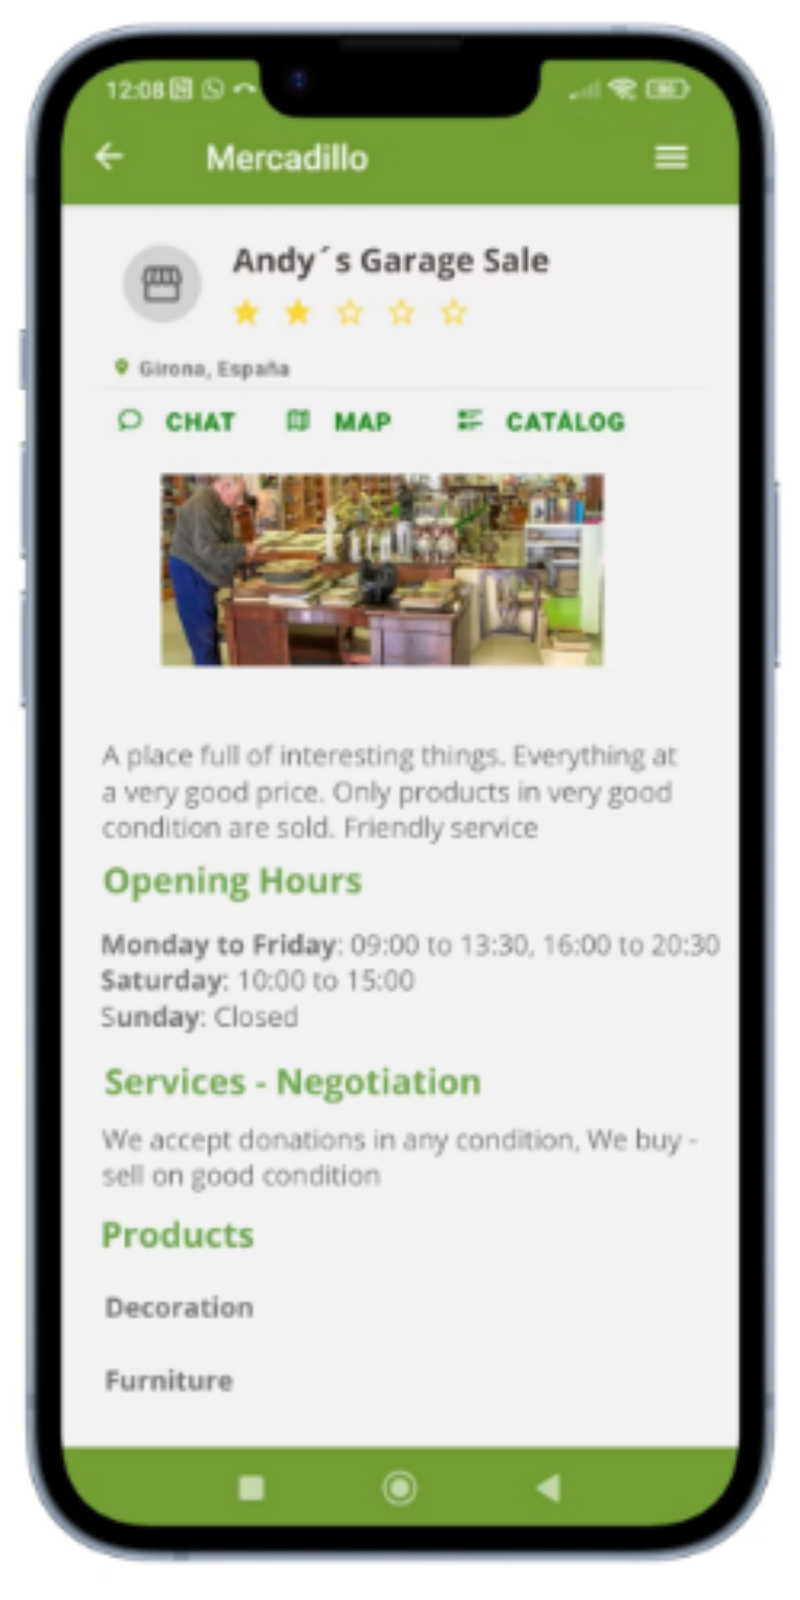 12:08
Mercadillo
Andy´s Garage Sale
Girona, España
CHAT MAP CATALOG
A place full of interesting things. Everything at
a very good price. Only products in very good
condition are sold. Friendly service
Opening Hours
Monday to Friday: 09:00 to 13:30, 16:00 to 20:30
Saturday: 10:00 to 15:00
Sunday: Closed
Services - Negotiation
We accept donations in any condition, We buy -
sell on good condition
Products
Decoration
Furniture